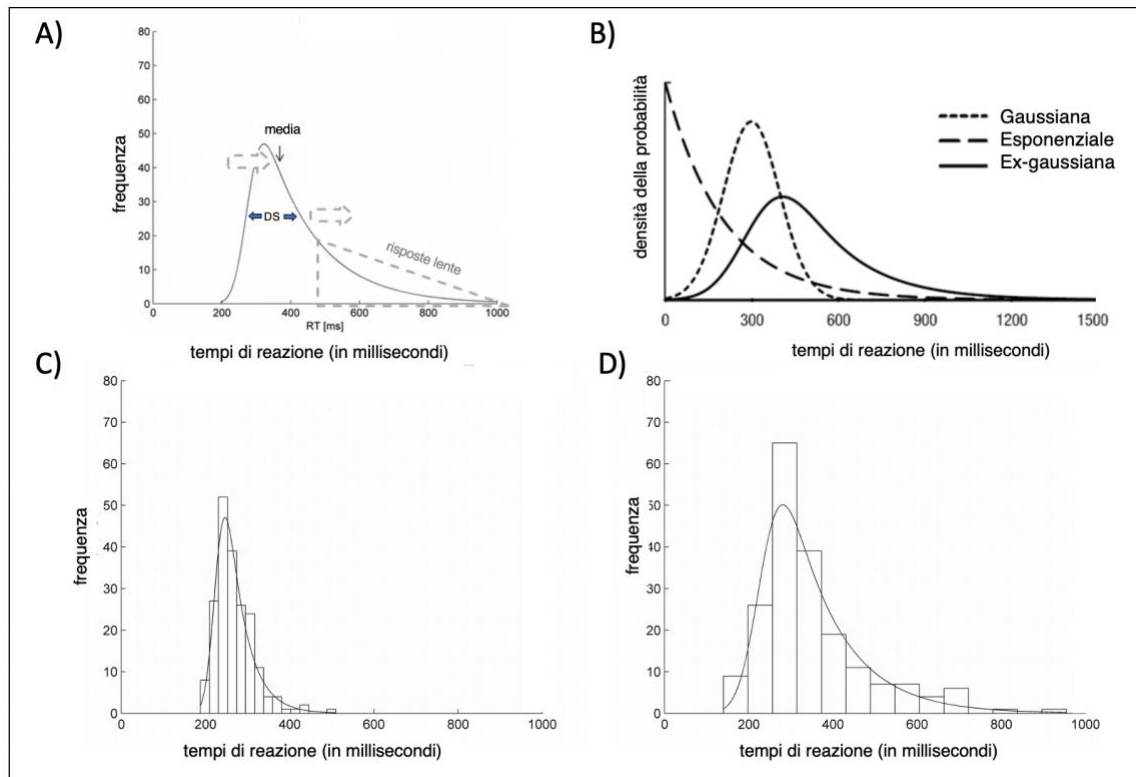 A)
80
70
60
50
40
30
20
10
0
frequenza
media
DS
risposte lente
0 200 400 600 800 1000
RT [ms]
tempi di reazione (in millisecondi)
B)
densità della probabilità
Gaussiana
Esponenziale
Ex-gaussiana
0 300 600 900 1200 1500
tempi di reazione (in millisecondi)
C)
80
70
60
50
40
30
20
10
0
frequenza
0 200 400 600 800 1000
tempi di reazione (in millisecondi)
D)
80
70
60
50
40
30
20
10
0
frequenza
0 200 400 600 800 1000
tempi di reazione (in millisecondi)